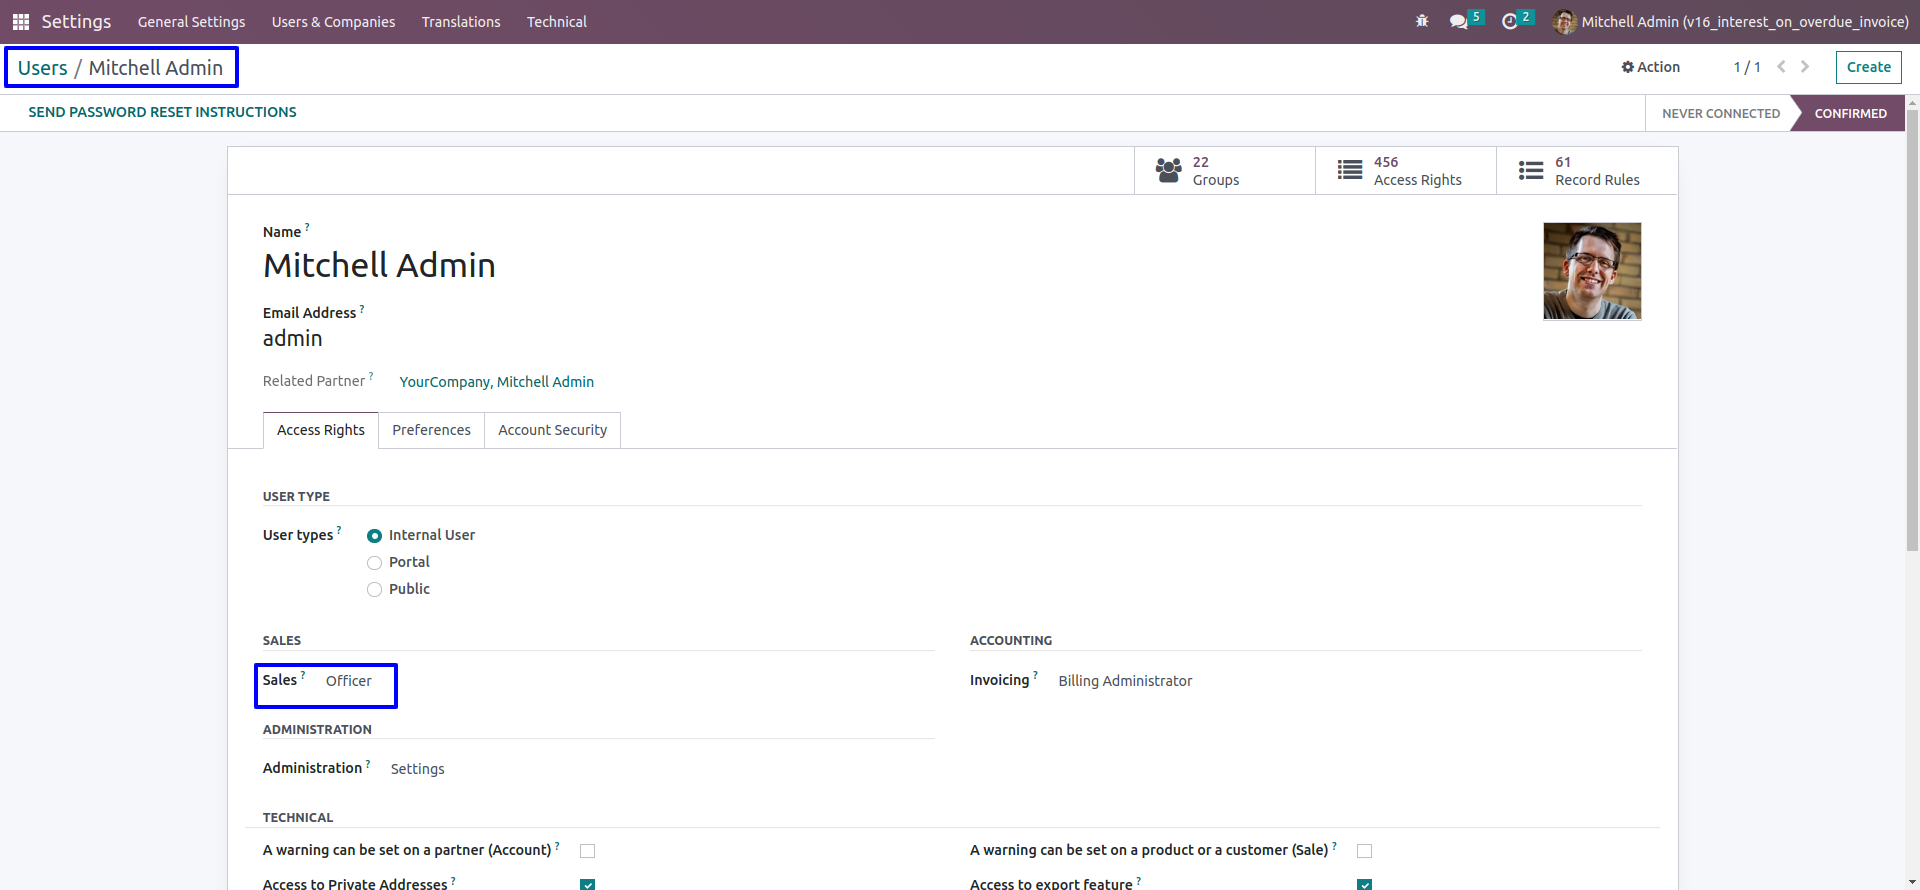 Settings General Settings Users & Companies Translations Technical 5 2 Mitchell Admin (v16_interest_on_overdue_invoice)
Users / Mitchell Admin Action 1 / 1 Create
SEND PASSWORD RESET INSTRUCTIONS NEVER CONNECTED CONFIRMED
22 Groups
456 Access Rights
61 Record Rules
Name ?
Mitchell Admin
Email Address ?
admin
Related Partner ? YourCompany, Mitchell Admin
Access Rights Preferences Account Security
USER TYPE
User types ? Internal User
Portal
Public
SALES ACCOUNTING
Sales ? Officer Invoicing ? Billing Administrator
ADMINISTRATION
Administration ? Settings
TECHNICAL
A warning can be set on a partner (Account) ? A warning can be set on a product or a customer (Sale) ?
Access to Private Addresses ? Access to export feature ?